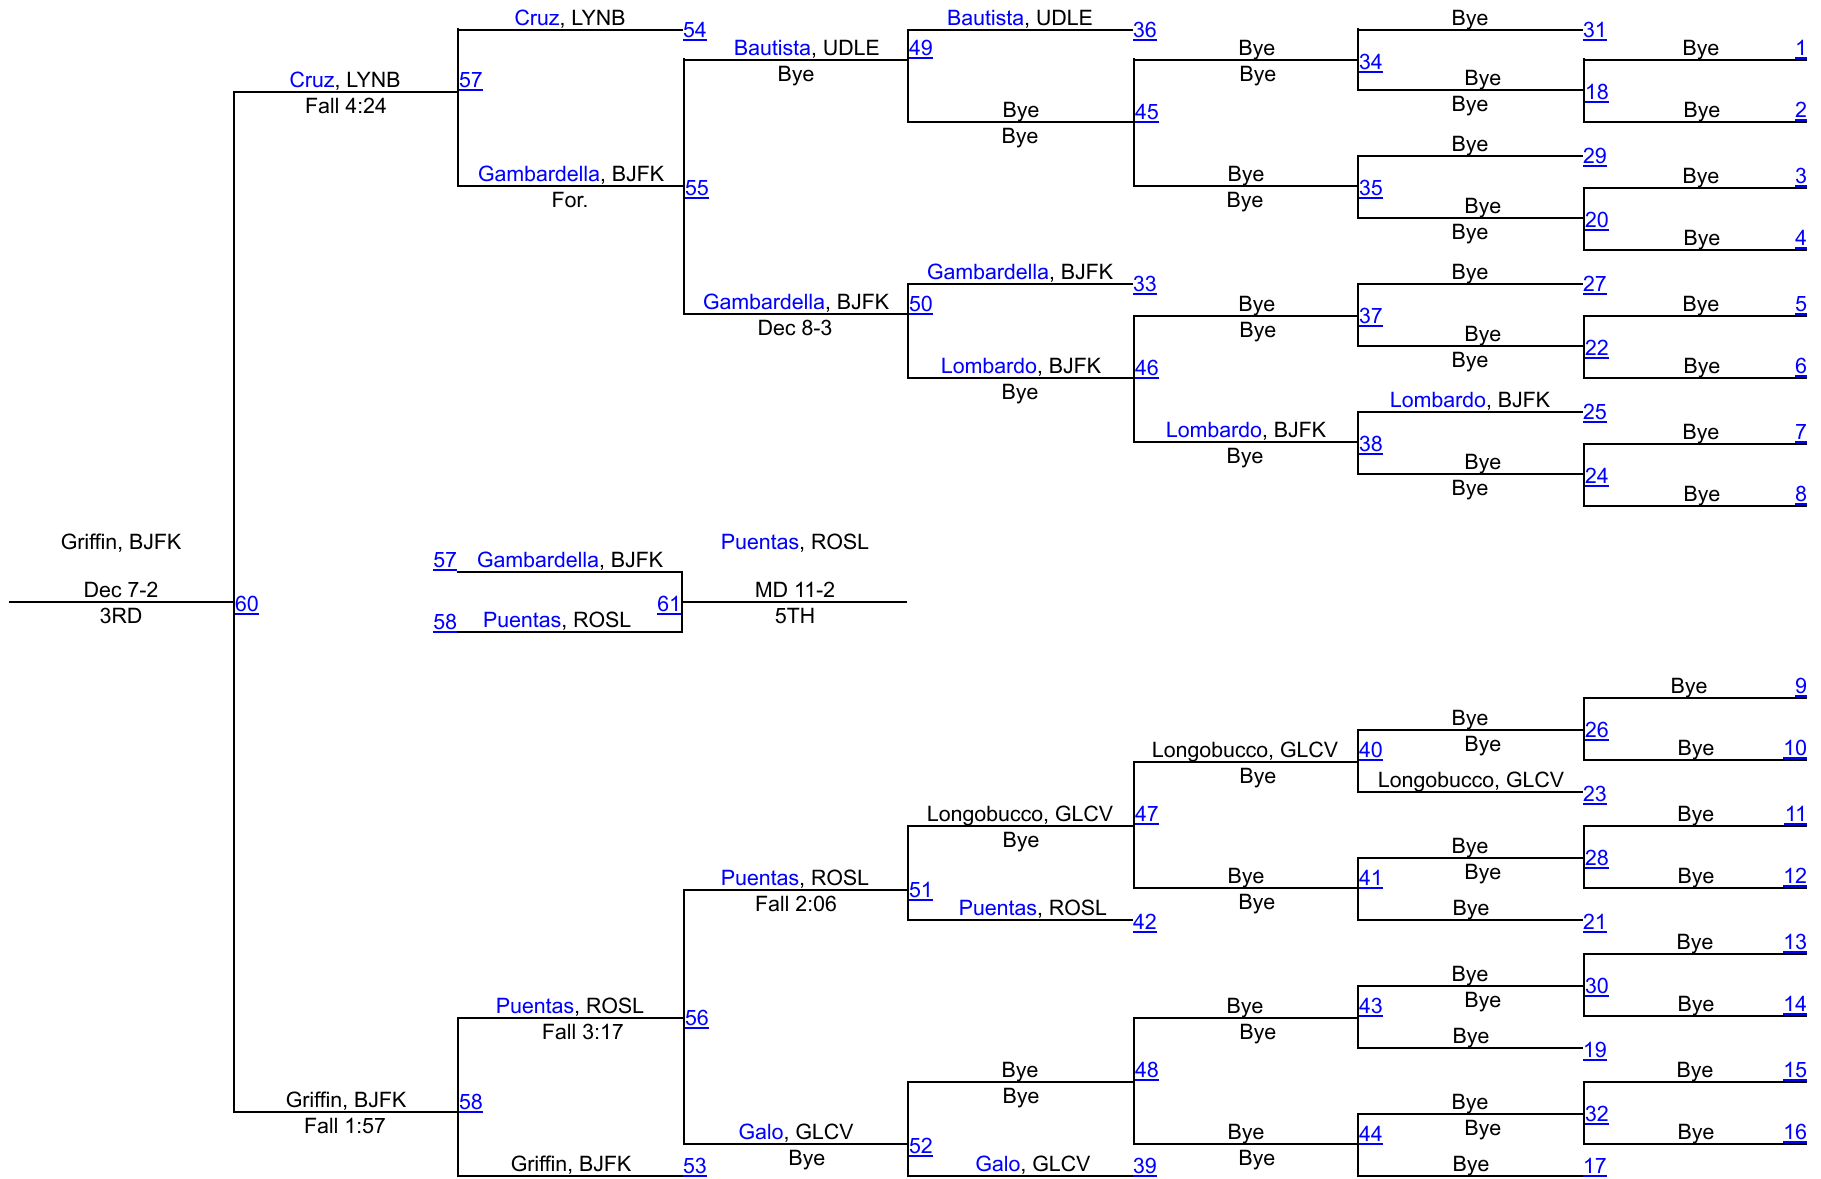 Cruz, LYNB
54
Bautista, UDLE
36
Bye
31
Bautista, UDLE
49
Bye
Bye
1
Bye
Bye
34
Cruz, LYNB
57
Bye
18
Fall 4:24
Bye
Bye
45
Bye
2
Bye
Bye
29
Gambardella, BJFK
55
Bye
35
Bye
3
For.
Bye
Bye
20
Bye
Bye
4
Gambardella, BJFK
33
Bye
27
Gambardella, BJFK
50
Bye
37
Bye
5
Dec 8-3
Bye
Bye
22
Lombardo, BJFK
46
Bye
Bye
6
Bye
Lombardo, BJFK
25
Lombardo, BJFK
38
Bye
7
Bye
Bye
24
Bye
Bye
8
Griffin, BJFK
Puentas, ROSL
57
Gambardella, BJFK
Dec 7-2
60
61
MD 11-2
3RD
58
Puentas, ROSL
5TH
Bye
9
Bye
26
Longobucco, GLCV
40
Bye
Bye
10
Bye
Longobucco, GLCV
23
Longobucco, GLCV
47
Bye
11
Bye
Bye
28
Bye
Puentas, ROSL
51
Bye
41
Bye
12
Fall 2:06
Puentas, ROSL
42
Bye
Bye
21
Bye
13
Bye
30
Puentas, ROSL
56
Bye
43
Bye
Bye
14
Fall 3:17
Bye
Bye
19
Bye
48
Bye
15
Griffin, BJFK
58
Bye
Bye
32
Fall 1:57
Galo, GLCV
52
Bye
44
Bye
Bye
16
Bye
Bye
Griffin, BJFK
53
Galo, GLCV
39
Bye
17